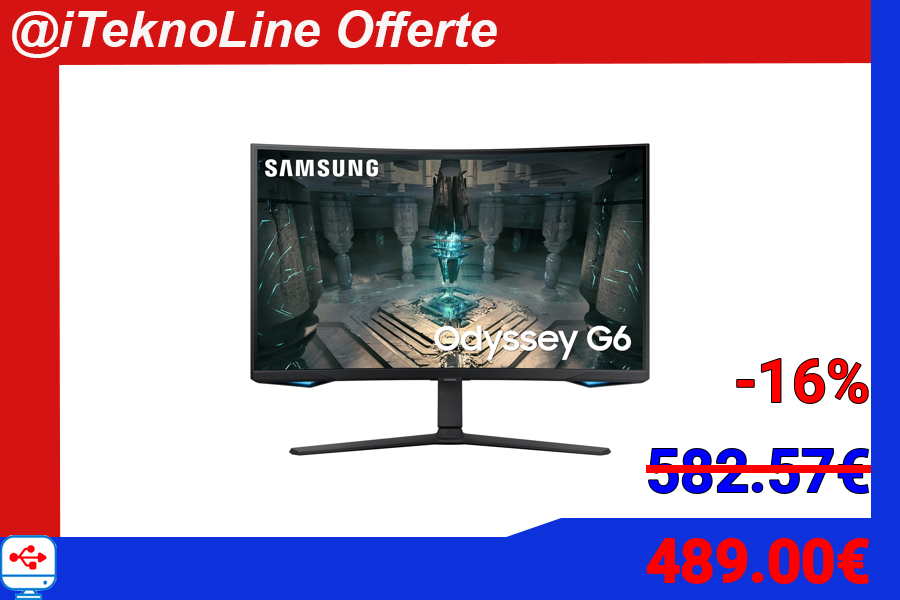 @iTeknoLine Offerte
SAMSUNG
Odyssey G6
-16%
582.57€
489.00€